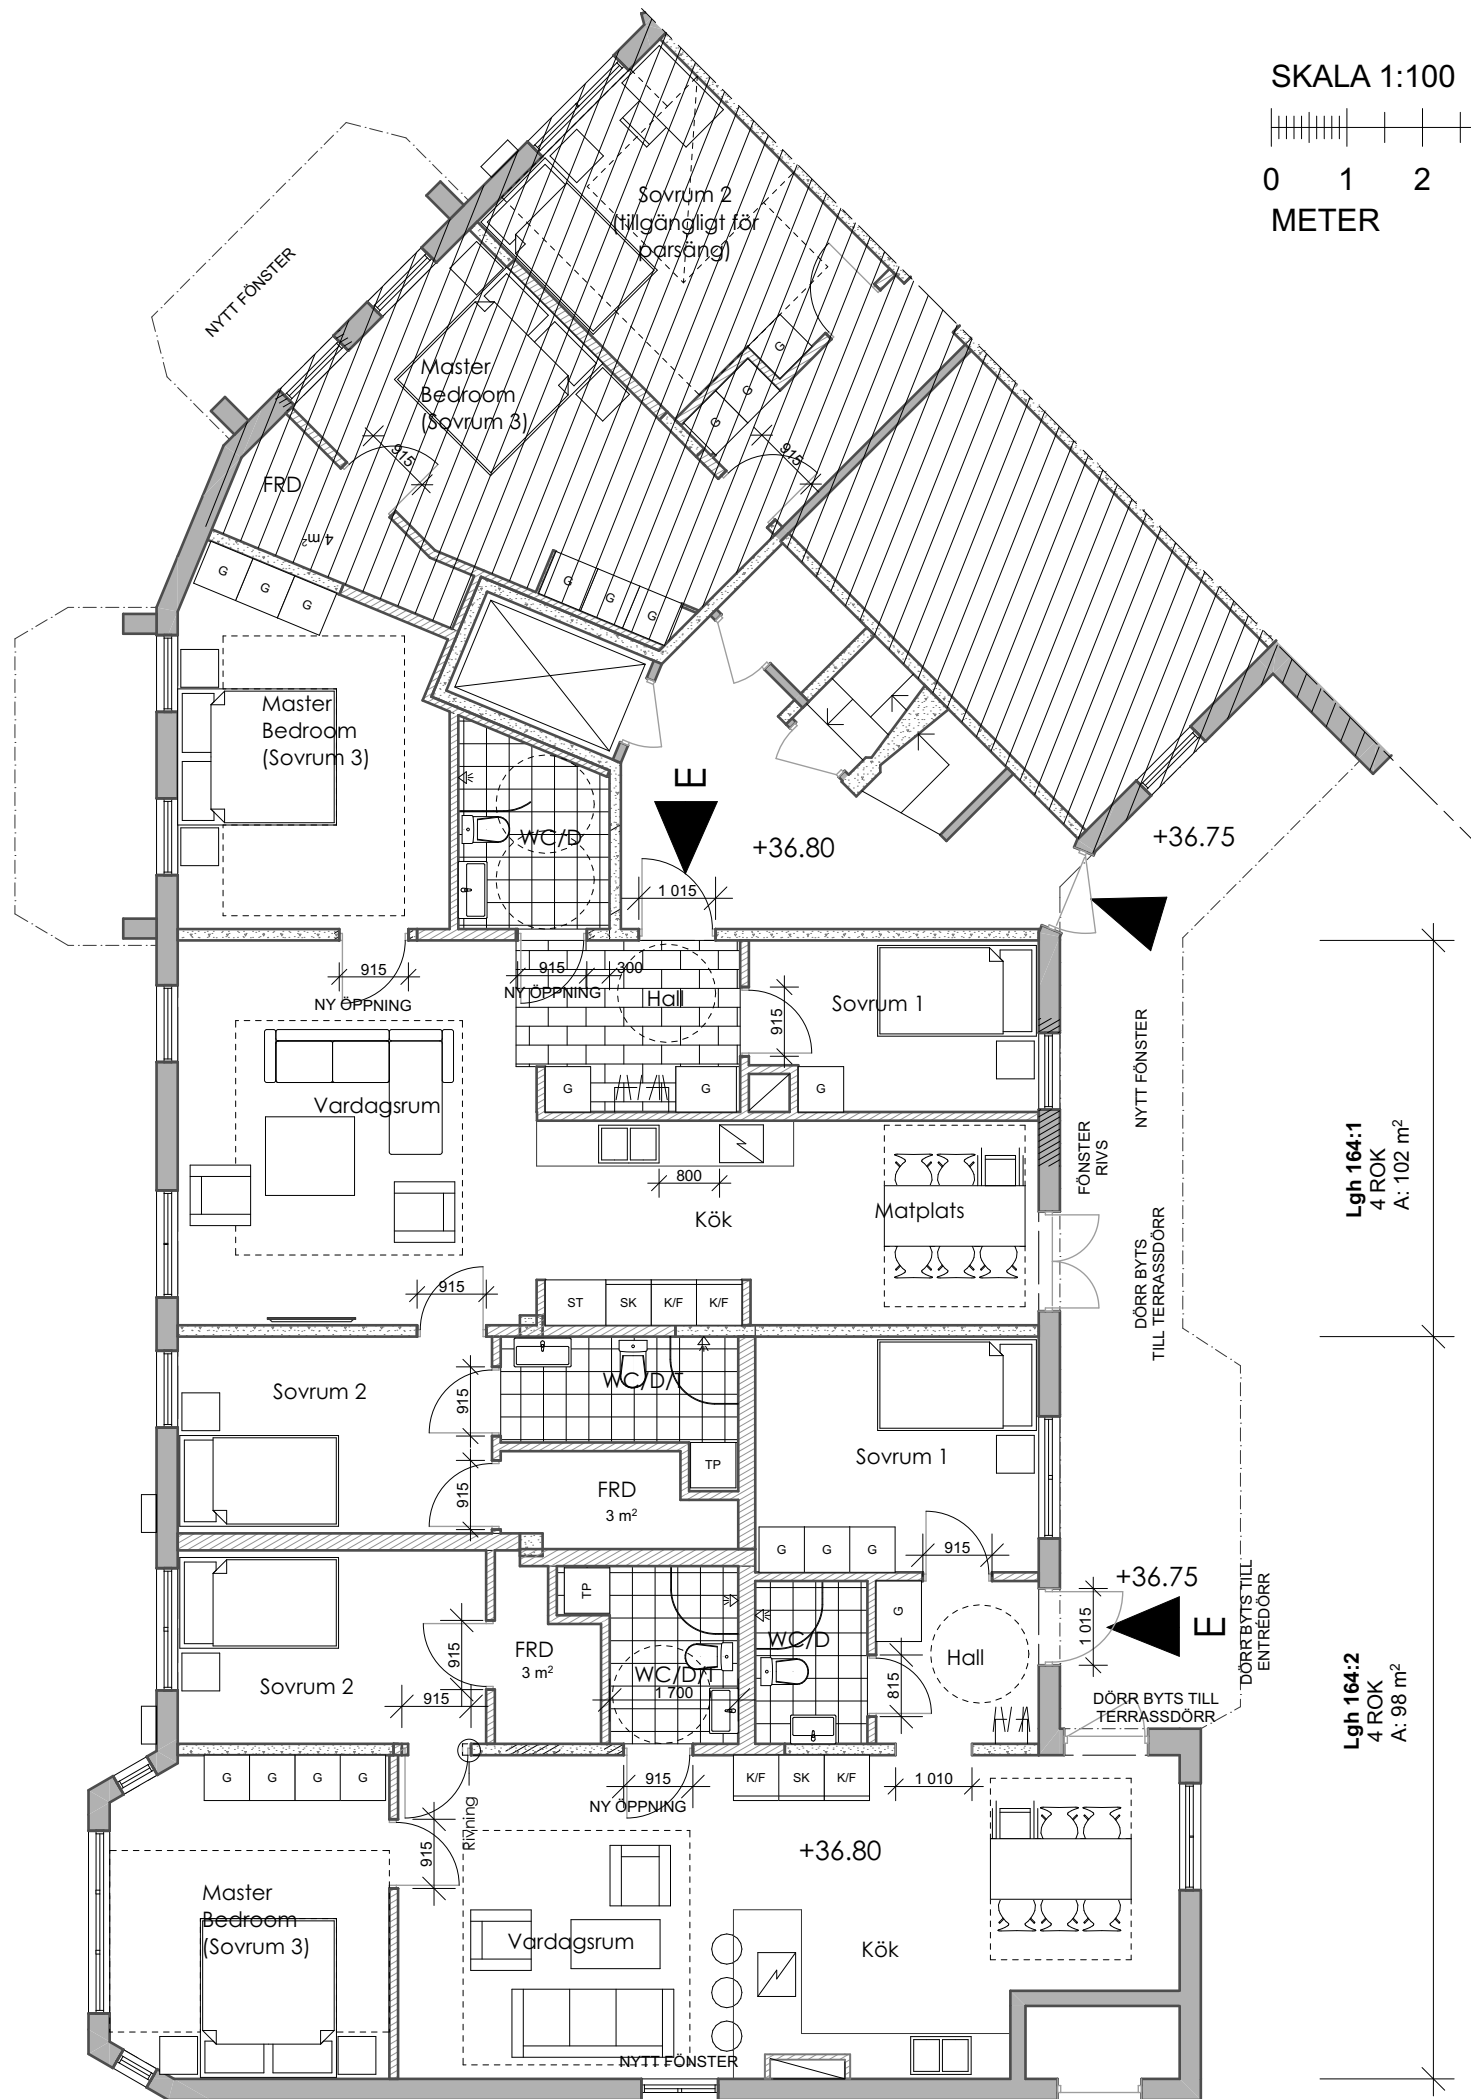 SKALA 1:100
0 1 2
METER
Sovrum 2
(tillgängligt för
parsäng)
NYTT FÖNSTER
G
G
G
Master
Bedroom
(Sovrum 3)
915
915
FRD
4 m²
G
G
G
G
G
G
Master
Bedroom
(Sovrum 3)
WC/D
E
+36.80
+36.75
1 015
915
NY ÖPPNING
915
300
NY ÖPPNING
Hall
915
Sovrum 1
G
G
G
Vardagsrum
NYTT FÖNSTER
FÖNSTER
RIVS
800
Kök
Matplats
DÖRR BYTS
TILL TERRASSDÖRR
Lgh 164:1
4 ROK
A: 102 m²
915
ST
SK
K/F
K/F
Sovrum 2
915
WC/D/T
915
TP
FRD
3 m²
Sovrum 1
G
G
G
915
+36.75
1 015
E
DÖRR BYTS TILL
ENTRÉDÖRR
TP
G
WC/D
Hall
815
FRD
3 m²
915
Sovrum 2
915
WC/D/T
1 700
DÖRR BYTS TILL
TERRASSDÖRR
Lgh 164:2
4 ROK
A: 98 m²
G
G
G
G
915
NY ÖPPNING
K/F
SK
K/F
1 010
Rivning
915
+36.80
Master
Bedroom
(Sovrum 3)
Vardagsrum
Kök
NYTT FÖNSTER